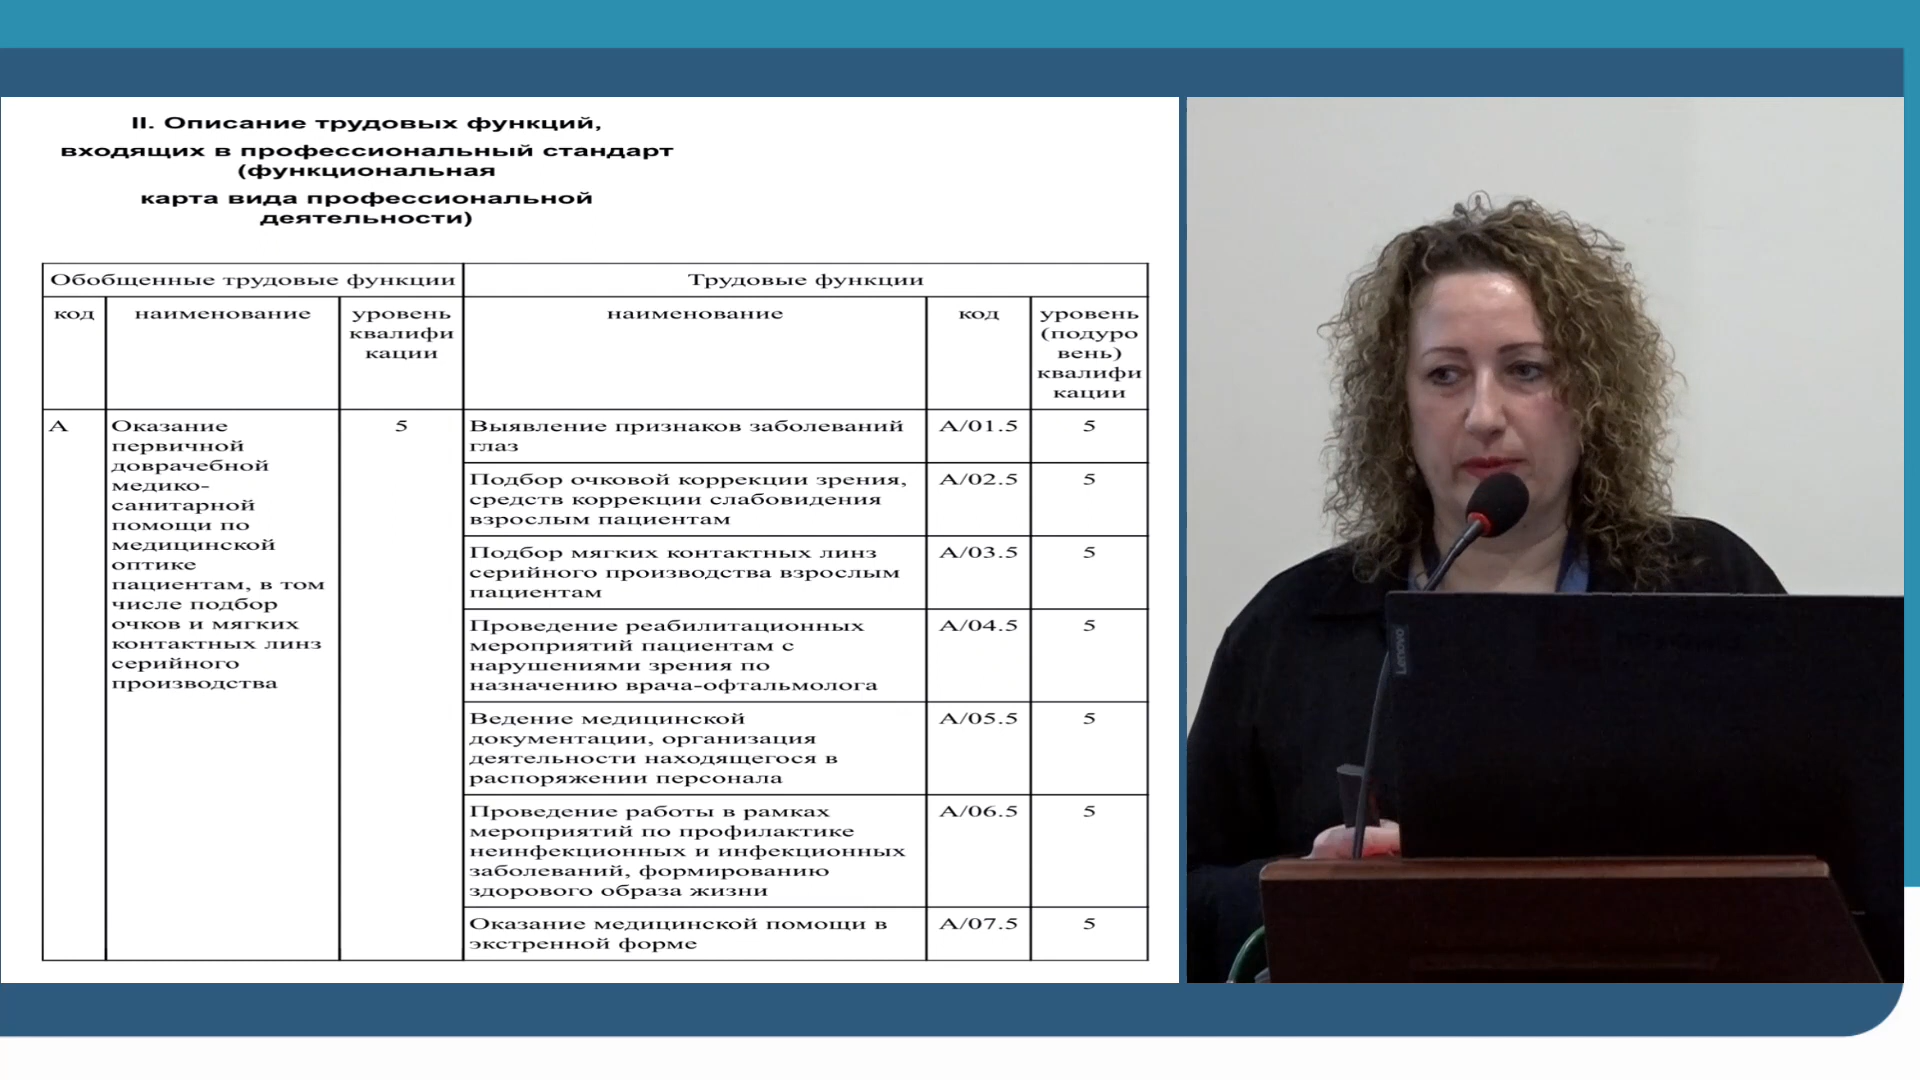 II. Описание трудовых функций,
входящих в профессиональный стандарт
(функциональная
карта вида профессиональной
деятельности)
Обобщенные трудовые функции
Трудовые функции
код
наименование
уровень
квалифи
кации
наименование
код
уровень
(подуро
вень)
квалифи
кации
А
Оказание
первичной
доврачебной
медико-
санитарной
помощи по
медицинской
оптике
пациентам, в том
числе подбор
очков и мягких
контактных линз
серийного
производства
5
Выявление признаков заболеваний
глаз
А/01.5
5
Подбор очковой коррекции зрения,
средств коррекции слабовидения
взрослым пациентам
А/02.5
5
Подбор мягких контактных линз
серийного производства взрослым
пациентам
А/03.5
5
Проведение реабилитационных
мероприятий пациентам с
нарушениями зрения по
назначению врача-офтальмолога
А/04.5
5
Ведение медицинской
документации, организация
деятельности находящегося в
распоряжении персонала
А/05.5
5
Проведение работы в рамках
мероприятий по профилактике
неинфекционных и инфекционных
заболеваний, формированию
здорового образа жизни
А/06.5
5
Оказание медицинской помощи в
экстренной форме
А/07.5
5
Lenovo